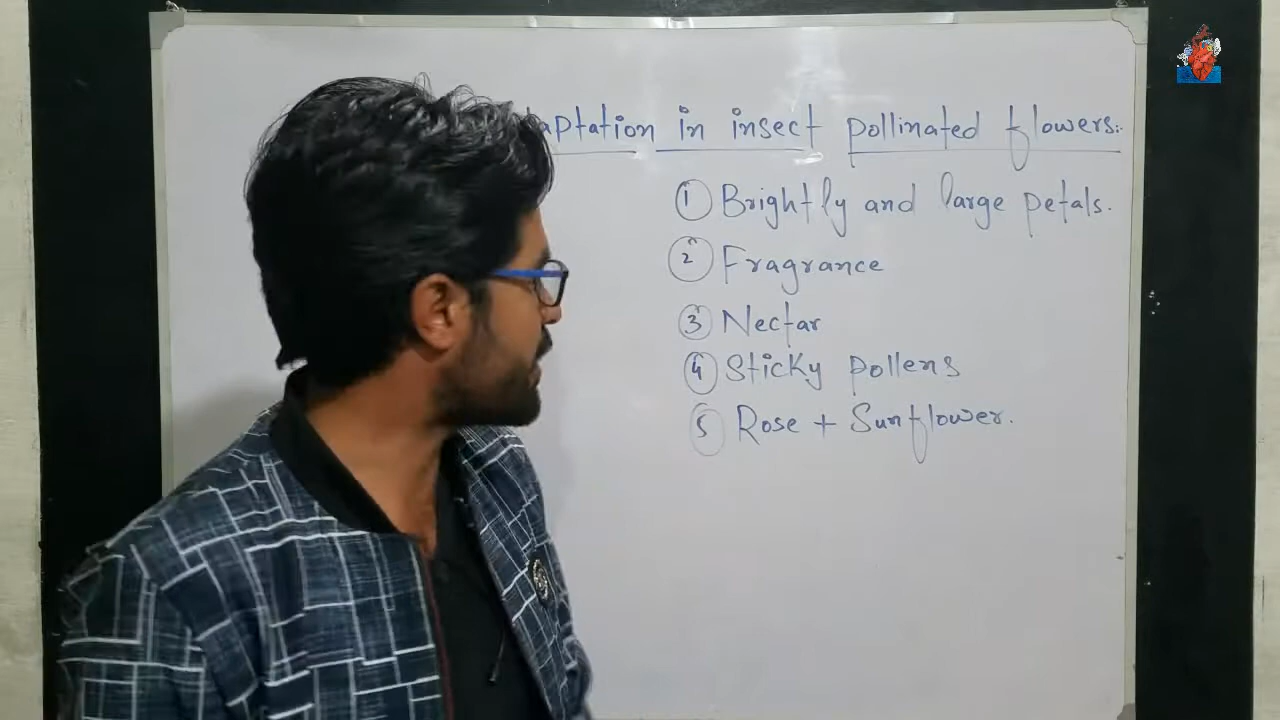 aptation in insect pollinated flowers:-
① Brightly and large petals.
② Fragrance
③ Nectar
④ Sticky pollens
⑤ Rose + Sunflower.